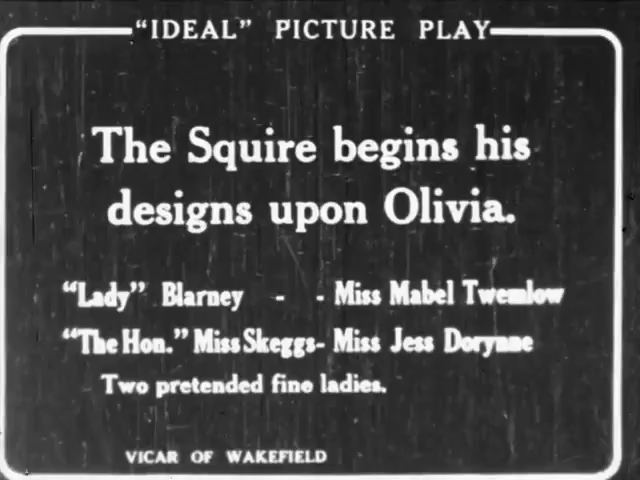 “IDEAL” PICTURE PLAY
The Squire begins his
designs upon Olivia.
“Lady” Blarney - - Miss Mabel Twemlow
“The Hon.” Miss Skeggs- Miss Jess Dorynne
Two pretended fine ladies.
VICAR OF WAKEFIELD